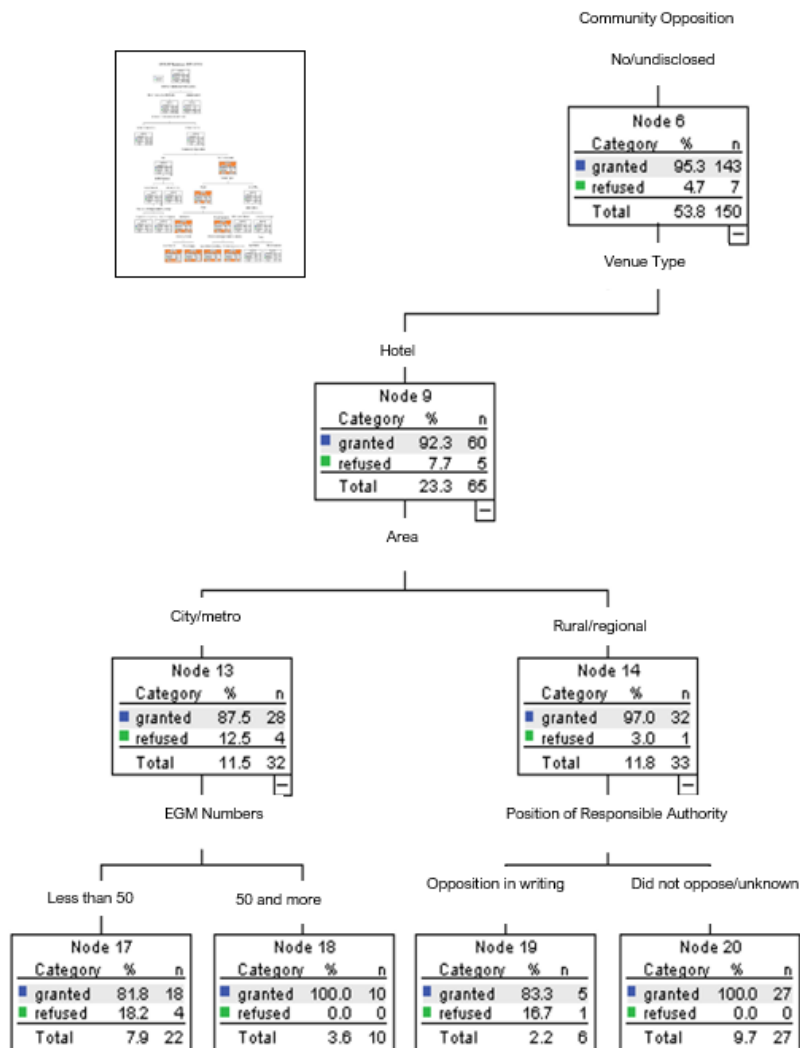 Community Opposition
No/undisclosed
Node 6
Category % n
granted 95.3 143
refused 4.7 7
Total 53.8 150
Venue Type
Hotel
Node 9
Category % n
granted 92.3 60
refused 7.7 5
Total 23.3 65
Area
City/metro
Rural/regional
Node 13
Category % n
granted 87.5 28
refused 12.5 4
Total 11.5 32
Node 14
Category % n
granted 97.0 32
refused 3.0 1
Total 11.8 33
EGM Numbers
Position of Responsible Authority
Less than 50
50 and more
Opposition in writing
Did not oppose/unknown
Node 17
Category % n
granted 81.8 18
refused 18.2 4
Total 7.9 22
Node 18
Category % n
granted 100.0 10
refused 0.0 0
Total 3.6 10
Node 19
Category % n
granted 83.3 5
refused 16.7 1
Total 2.2 6
Node 20
Category % n
granted 100.0 27
refused 0.0 0
Total 9.7 27